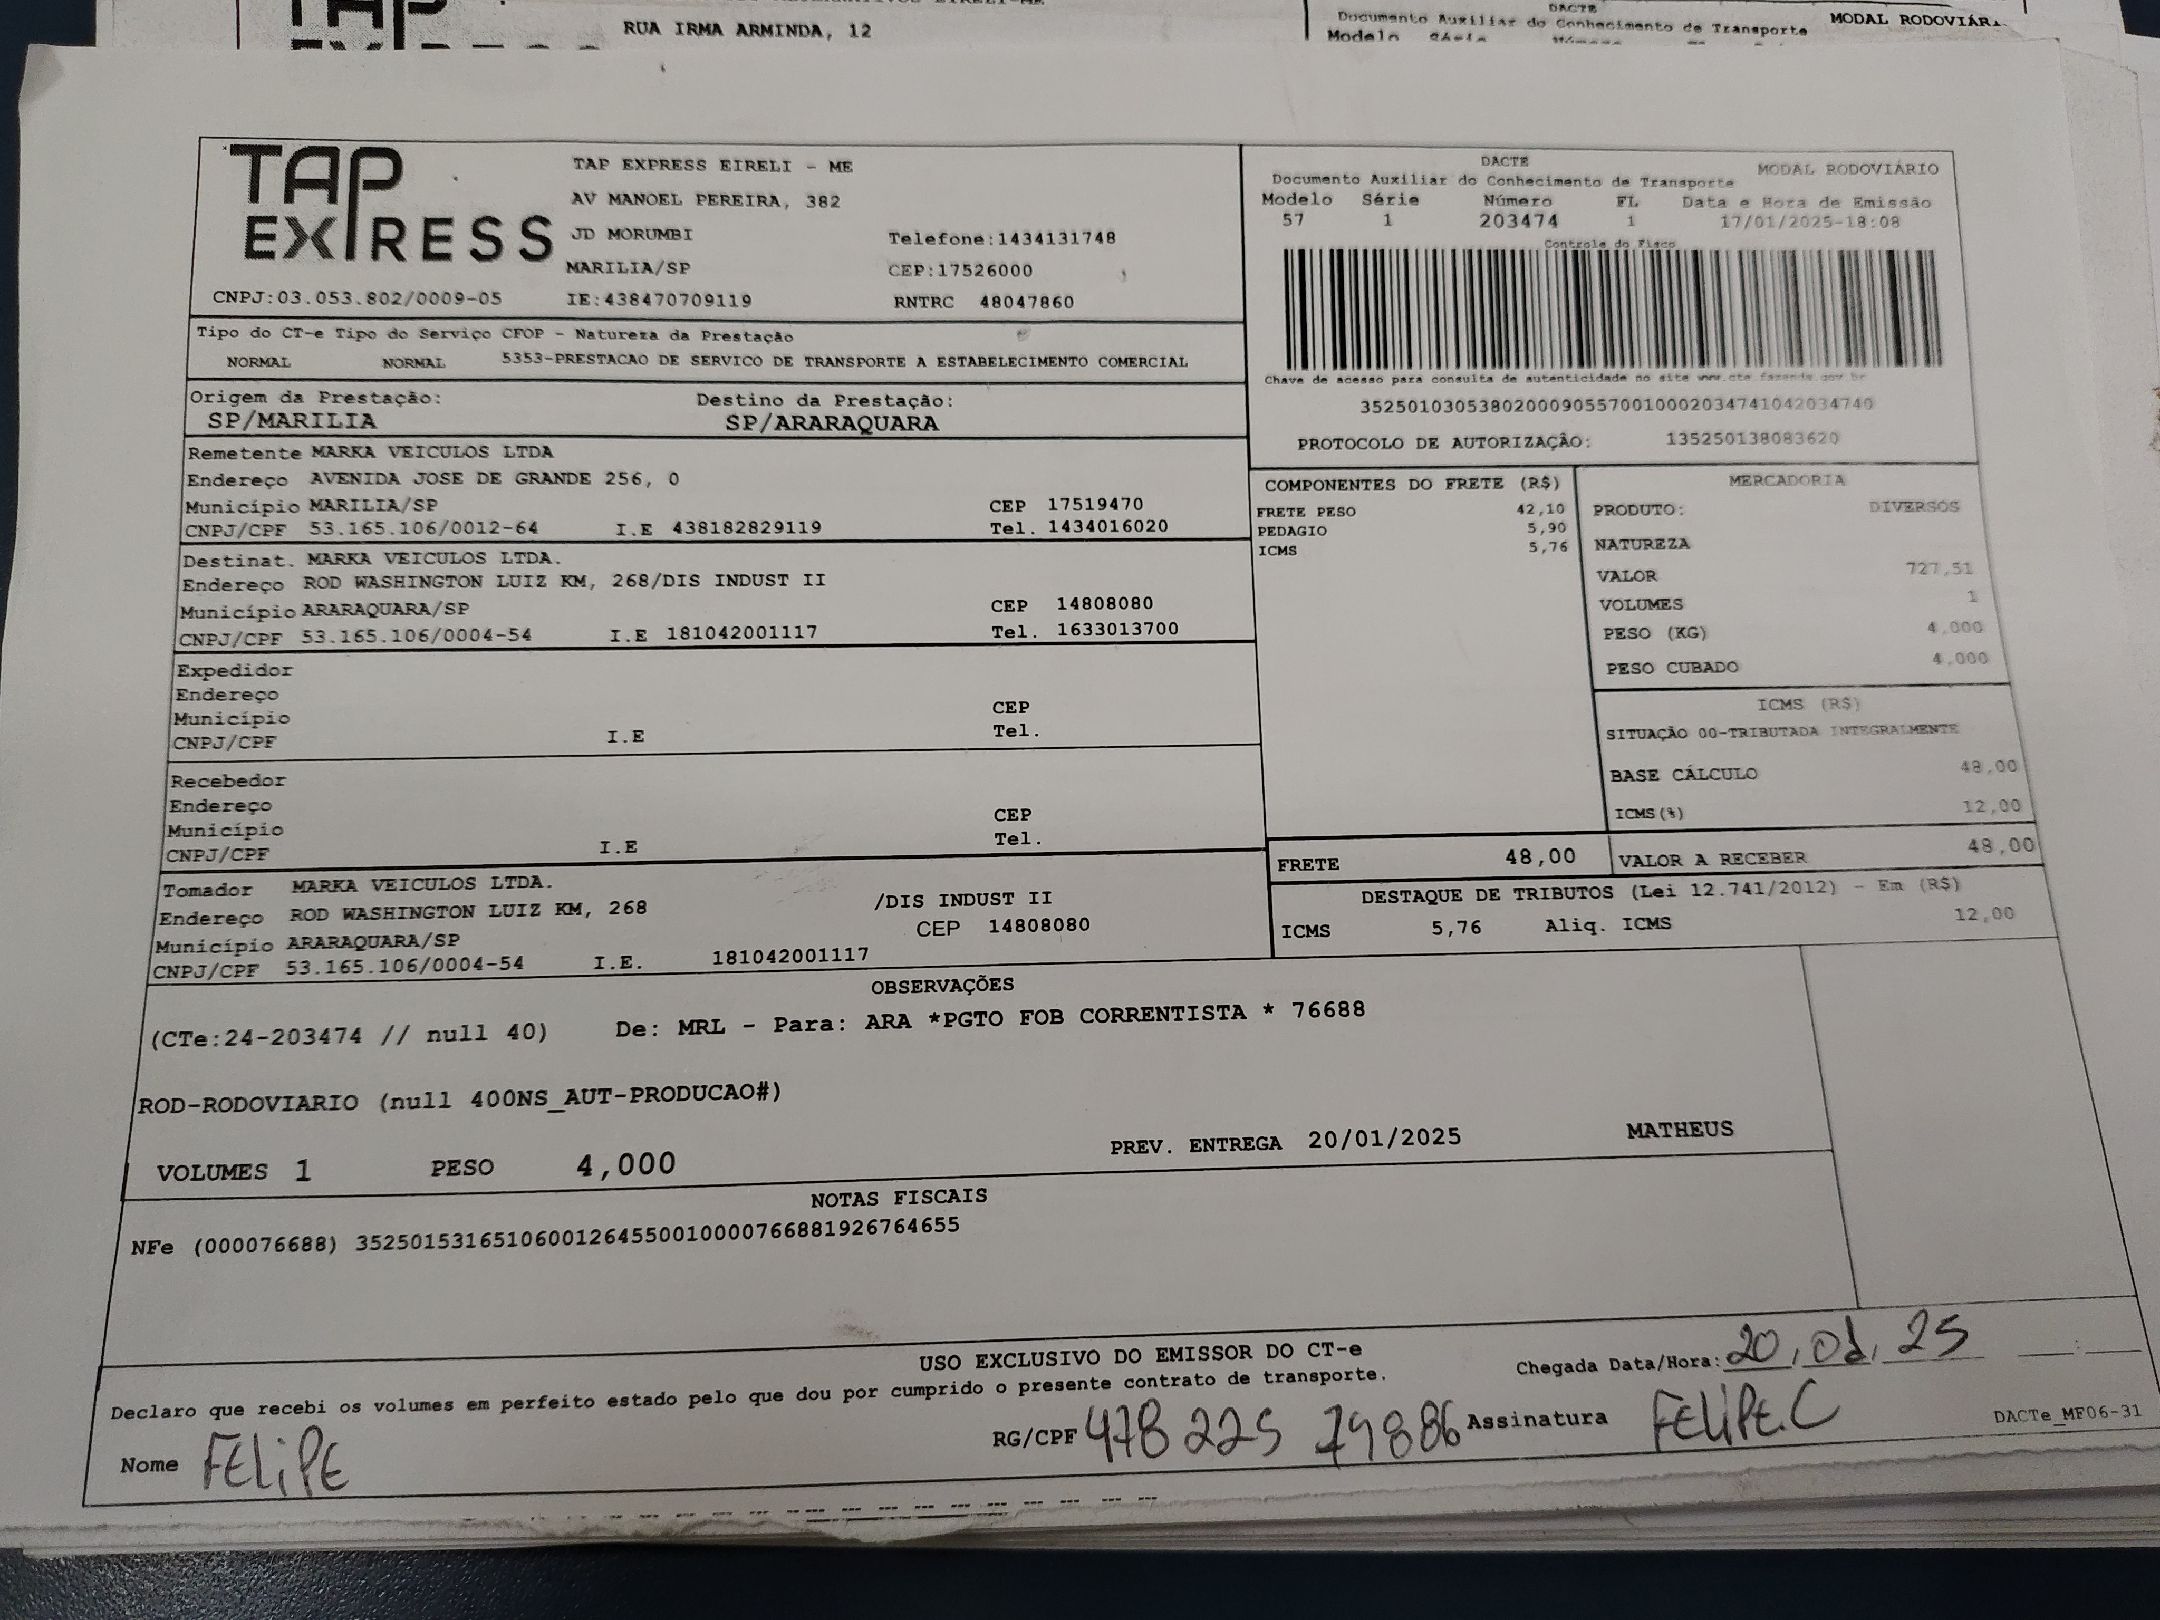 RUA IRMA ARMINDA, 12
DACTE
Documento Auxiliar do Conhecimento de Transporte
MODAL RODOVIÁR
Modelo Série
TAP EXPRESS
TAP EXPRESS EIRELI - ME
AV MANOEL PEREIRA, 382
JD MORUMBI Telefone:1434131748
MARILIA/SP CEP:17526000
CNPJ:03.053.802/0009-05 IE:438470709119 RNTRC 48047860
DACTE
Documento Auxiliar do Conhecimento de Transporte MODAL RODOVIÁRIO
Modelo Série Número FL Data e Hora de Emissão
57 1 203474 1 17/01/2025-18:08
Controle do Fisco
Chave de acesso para consulta de autenticidade no site www.cte.fazenda.gov.br
35250103053802000905570010002034741042034740
PROTOCOLO DE AUTORIZAÇÃO: 135250138083620
Tipo do CT-e Tipo do Serviço CFOP - Natureza da Prestação
NORMAL NORMAL 5353-PRESTACAO DE SERVICO DE TRANSPORTE A ESTABELECIMENTO COMERCIAL
Origem da Prestação: Destino da Prestação:
SP/MARILIA SP/ARARAQUARA
Remetente MARKA VEICULOS LTDA
Endereço AVENIDA JOSE DE GRANDE 256, 0
Município MARILIA/SP CEP 17519470
CNPJ/CPF 53.165.106/0012-64 I.E 438182829119 Tel. 1434016020
Destinat. MARKA VEICULOS LTDA.
Endereço ROD WASHINGTON LUIZ KM, 268/DIS INDUST II
Município ARARAQUARA/SP CEP 14808080
CNPJ/CPF 53.165.106/0004-54 I.E 181042001117 Tel. 1633013700
Expedidor
Endereço
Município CEP
CNPJ/CPF I.E Tel.
Recebedor
Endereço
Município CEP
CNPJ/CPF I.E Tel.
Tomador MARKA VEICULOS LTDA.
Endereço ROD WASHINGTON LUIZ KM, 268 /DIS INDUST II
Município ARARAQUARA/SP CEP 14808080
CNPJ/CPF 53.165.106/0004-54 I.E. 181042001117
COMPONENTES DO FRETE (R$)
FRETE PESO 42,10
PEDAGIO 5,90
ICMS 5,76
MERCADORIA
PRODUTO: DIVERSOS
NATUREZA
VALOR 727,51
VOLUMES 1
PESO (KG) 4,000
PESO CUBADO 4,000
ICMS (R$)
SITUAÇÃO 00-TRIBUTADA INTEGRALMENTE
BASE CÁLCULO 48,00
ICMS(%) 12,00
FRETE 48,00 VALOR A RECEBER 48,00
DESTAQUE DE TRIBUTOS (Lei 12.741/2012) - Em (R$)
ICMS 5,76 Aliq. ICMS 12,00
OBSERVAÇÕES
(CTe:24-203474 // null 40) De: MRL - Para: ARA *PGTO FOB CORRENTISTA * 76688
ROD-RODOVIARIO (null 400NS_AUT-PRODUCAO#)
VOLUMES 1 PESO 4,000 PREV. ENTREGA 20/01/2025 MATHEUS
NOTAS FISCAIS
NFe (000076688) 35250153165106001264550010000766881926764655
USO EXCLUSIVO DO EMISSOR DO CT-e
Declaro que recebi os volumes em perfeito estado pelo que dou por cumprido o presente contrato de transporte.
Chegada Data/Hora: 20, 01, 25
Nome FELIPE RG/CPF 478 225 79886 Assinatura FELIPE.C
DACTe_MF06-31